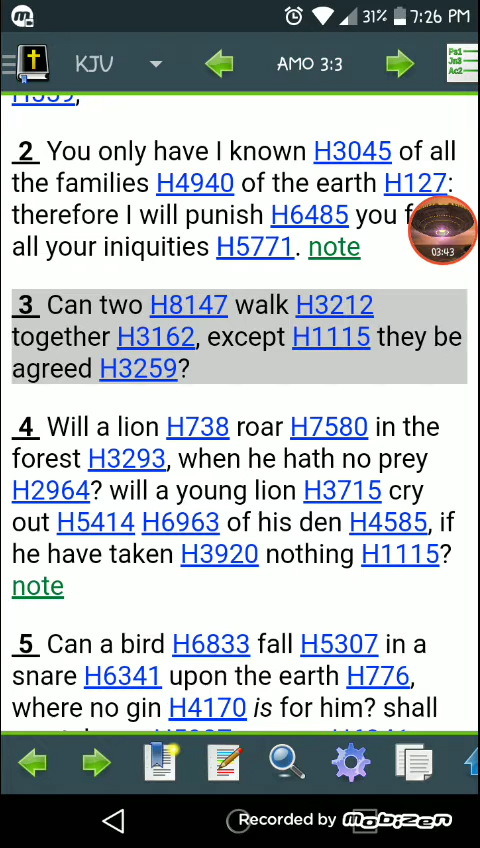 31% 7:26 PM
KJV AMO 3:3
Ps1
Jn3
Ac2
H559,
2 You only have I known H3045 of all
the families H4940 of the earth H127:
therefore I will punish H6485 you
all your iniquities H5771. note
03:43
3 Can two H8147 walk H3212
together H3162, except H1115 they be
agreed H3259?
4 Will a lion H738 roar H7580 in the
forest H3293, when he hath no prey
H2964? will a young lion H3715 cry
out H5414 H6963 of his den H4585, if
he have taken H3920 nothing H1115?
note
5 Can a bird H6833 fall H5307 in a
snare H6341 upon the earth H776,
where no gin H4170 is for him? shall
Recorded by mobizen